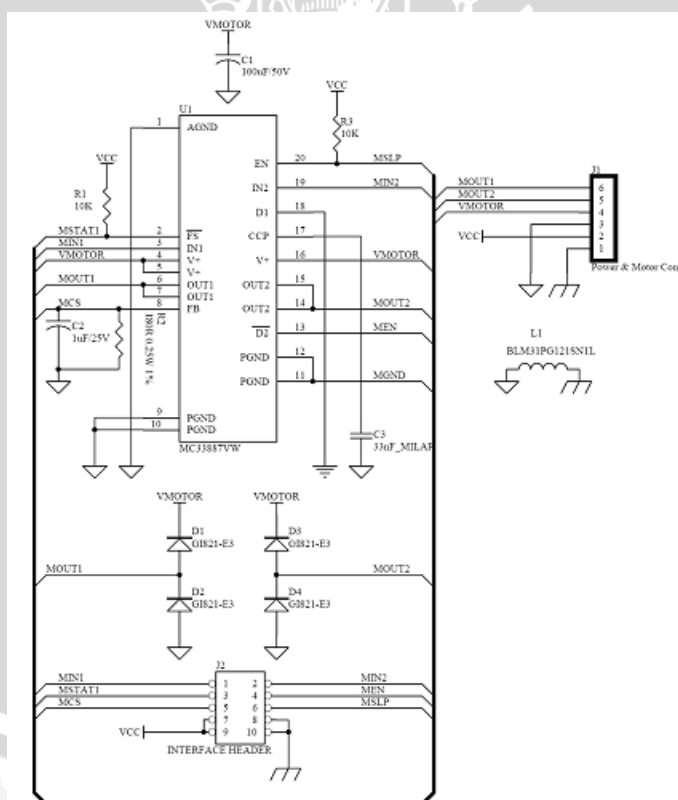 VMOTOR
C1
100uF/50V
VCC
U1
R3
10K
1 AGND
VCC
EN 20 MSLP
IN2 19 MIN2
R1
10K
D1 18
CCP 17
V+ 16 VMOTOR
OUT2 15
OUT2 14 MOUT2
D2 13 MEN
PGND 12
PGND 11 MGND
MSTAT1 2 FS
MIN1 3 IN1
VMOTOR 4 V+
5 V+
MOUT1 6 OUT1
7 OUT1
MCS 8 FB
C2
1uF/25V
R2
180R 0.25W 1%
9 PGND
10 PGND
MC33887VW
C3
33nF_MILAR
J1
MOUT1 6
MOUT2 5
VMOTOR 4
3
VCC 2
1
Power & Motor Con
L1
BLM31PG121SN1L
VMOTOR
VMOTOR
D1
GI821-E3
D3
GI821-E3
MOUT1
MOUT2
D2
GI821-E3
D4
GI821-E3
J2
MIN1 1 2 MIN2
MSTAT1 3 4 MEN
MCS 5 6 MSLP
7 8
VCC 9 10
INTERFACE HEADER